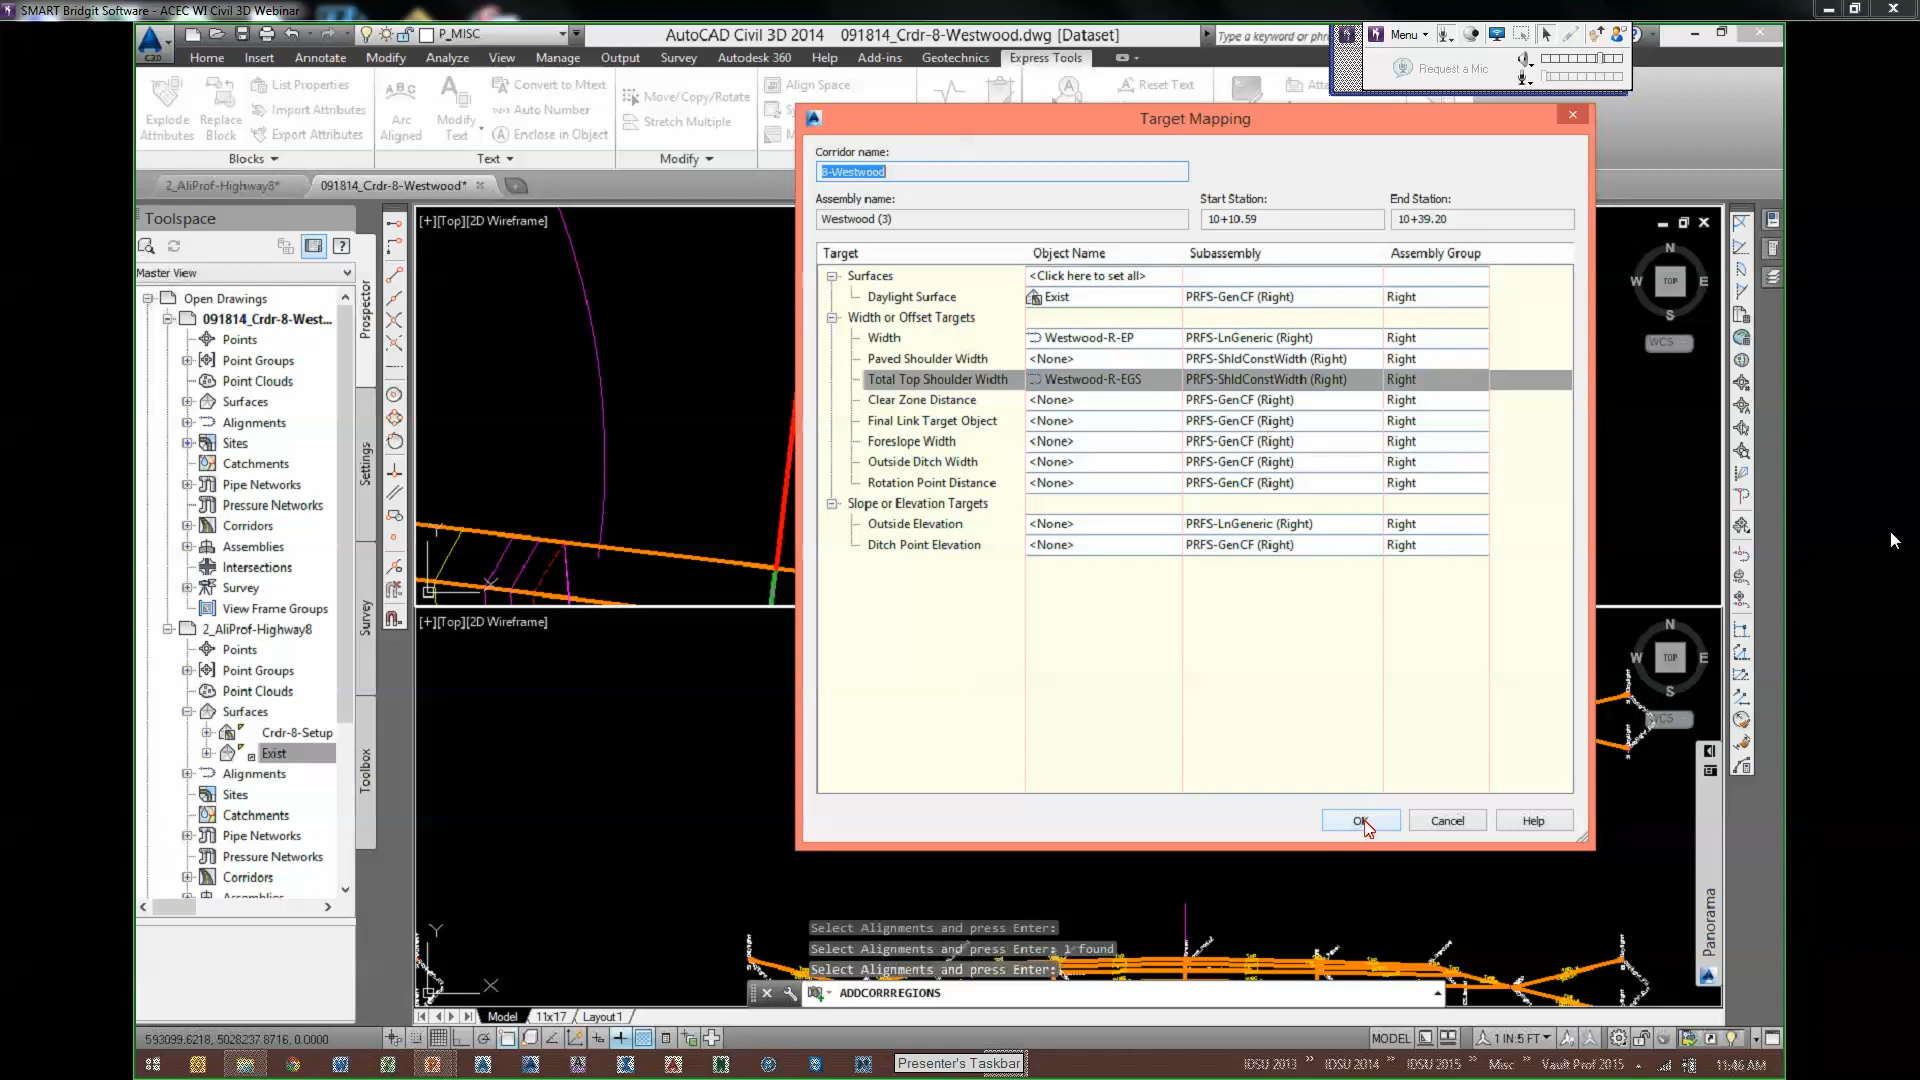 SMART Bridgit Software - ACEC WI Civil 3D Webinar
P_MISC
AutoCAD Civil 3D 2014 091814_Crdr-8-Westwood.dwg [Dataset]
Type a keyword or phr
Menu
Request a Mic
Home Insert Annotate Modify Analyze View Manage Output Survey Autodesk 360 Help Add-ins Geotechnics Express Tools
Explode Attributes
Replace Block
List Properties
Import Attributes
Export Attributes
Arc Aligned
Modify Text
Convert to Mtext
Auto Number
Enclose in Object
Move/Copy/Rotate
Stretch Multiple
Align Space
Reset Text
Blocks
Text
Modify
2_AliProf-Highway8*
091814_Crdr-8-Westwood*
Toolspace
Master View
Open Drawings
091814_Crdr-8-West...
Points
Point Groups
Point Clouds
Surfaces
Alignments
Sites
Catchments
Pipe Networks
Pressure Networks
Corridors
Assemblies
Intersections
Survey
View Frame Groups
2_AliProf-Highway8
Points
Point Groups
Point Clouds
Surfaces
Crdr-8-Setup
Exist
Alignments
Sites
Catchments
Pipe Networks
Pressure Networks
Corridors
Prospector
Settings
Survey
Toolbox
[+][Top][2D Wireframe]
[+][Top][2D Wireframe]
Target Mapping
Corridor name:
8-Westwood
Assembly name:
Westwood (3)
Start Station:
10+10.59
End Station:
10+39.20
Target Object Name Subassembly Assembly Group
Surfaces <Click here to set all>
Daylight Surface Exist PRFS-GenCF (Right) Right
Width or Offset Targets
Width Westwood-R-EP PRFS-LnGeneric (Right) Right
Paved Shoulder Width <None> PRFS-ShldConstWidth (Right) Right
Total Top Shoulder Width Westwood-R-EGS PRFS-ShldConstWidth (Right) Right
Clear Zone Distance <None> PRFS-GenCF (Right) Right
Final Link Target Object <None> PRFS-GenCF (Right) Right
Foreslope Width <None> PRFS-GenCF (Right) Right
Outside Ditch Width <None> PRFS-GenCF (Right) Right
Rotation Point Distance <None> PRFS-GenCF (Right) Right
Slope or Elevation Targets
Outside Elevation <None> PRFS-LnGeneric (Right) Right
Ditch Point Elevation <None> PRFS-GenCF (Right) Right
OK Cancel Help
N
W TOP E
S
WCS
N
W TOP E
S
WCS
Panorama
Y
X
X
Select Alignments and press Enter:
Select Alignments and press Enter: 1 found
Select Alignments and press Enter:
ADDCORRREGIONS
Model 11x17 Layout1
593099.6218, 5028237.8716, 0.0000
MODEL
1 IN:5 FT
Presenter's Taskbar
IDSU 2013 IDSU 2014 IDSU 2015 Misc Vault Prof 2015 11:46 AM